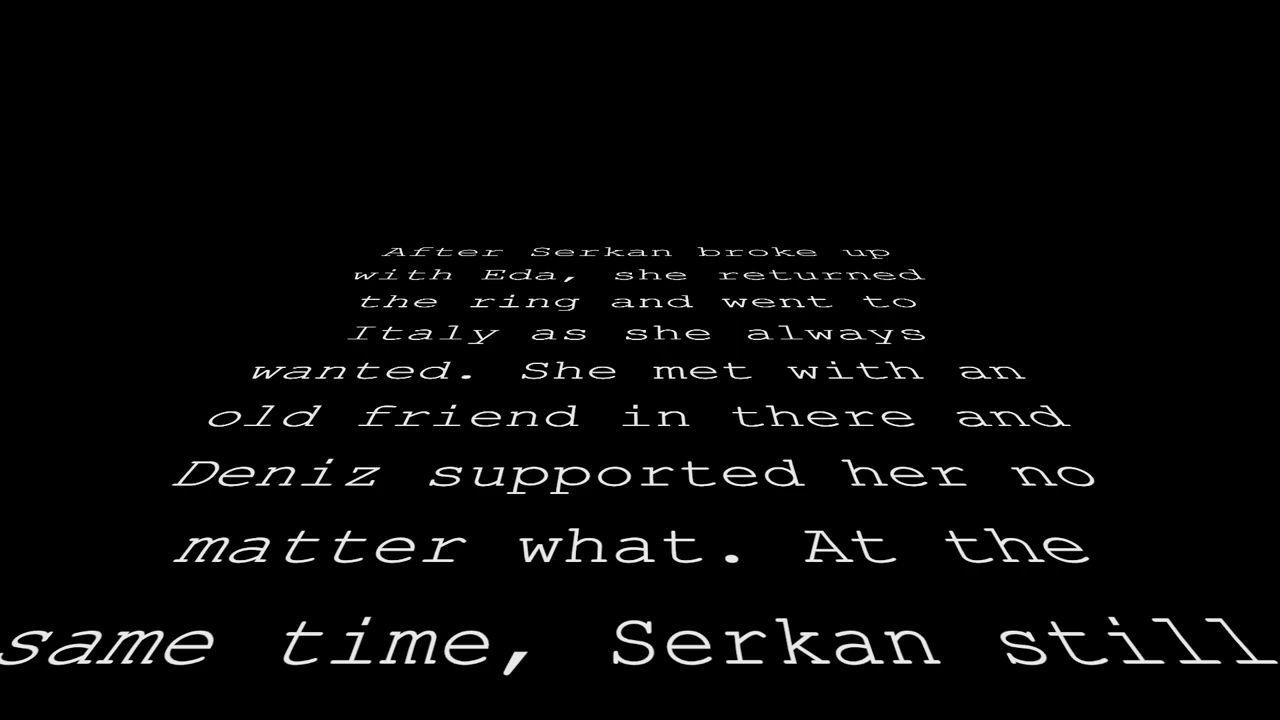 After Serkan broke up
with Eda, she returned
the ring and went to
Italy as she always
wanted. She met with an
old friend in there and
Deniz supported her no
matter what. At the
same time, Serkan still